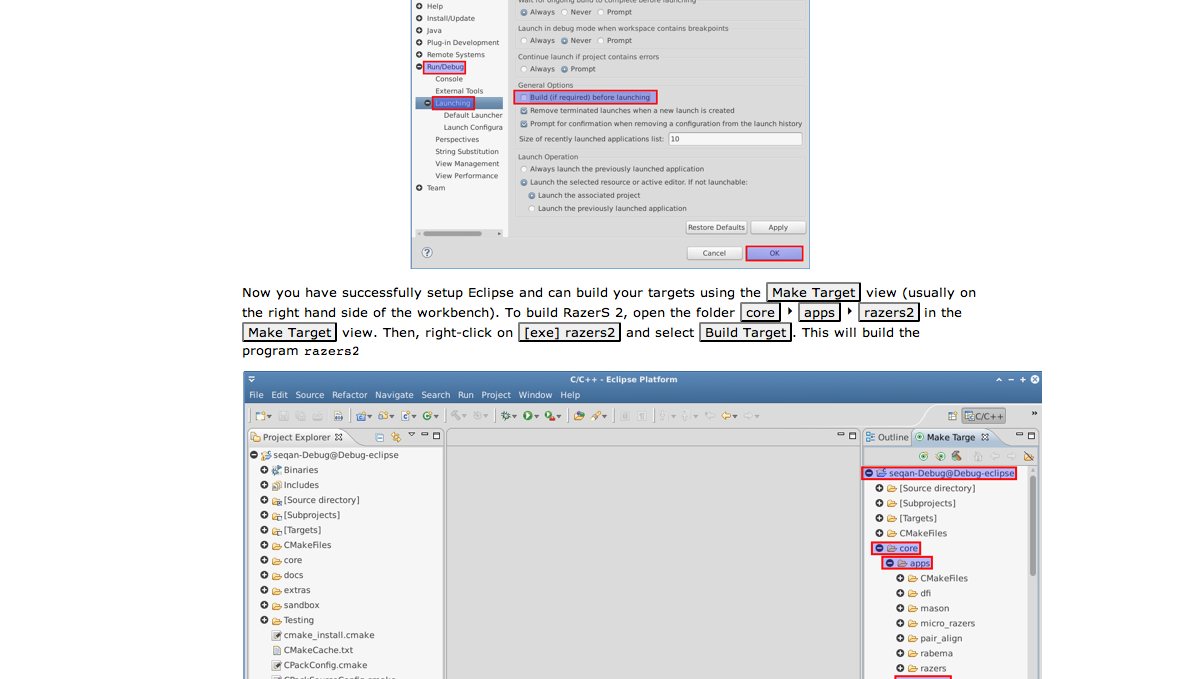 Help
Install/Update
Java
Plug-in Development
Remote Systems
Run/Debug
Console
External Tools
Launching
Default Launcher
Launch Configura
Perspectives
String Substitution
View Management
View Performance
Team
Wait for ongoing build to complete before launching
Always Never Prompt
Launch in debug mode when workspace contains breakpoints
Always Never Prompt
Continue launch if project contains errors
Always Prompt
General Options
Build (if required) before launching
Remove terminated launches when a new launch is created
Prompt for confirmation when removing a configuration from the launch history
Size of recently launched applications list: 10
Launch Operation
Always launch the previously launched application
Launch the selected resource or active editor. If not launchable:
Launch the associated project
Launch the previously launched application
Restore Defaults Apply
? Cancel OK
Now you have successfully setup Eclipse and can build your targets using the Make Target view (usually on
the right hand side of the workbench). To build RazerS 2, open the folder core apps razers2 in the
Make Target view. Then, right-click on [exe] razers2 and select Build Target. This will build the
program razers2
C/C++ - Eclipse Platform
File Edit Source Refactor Navigate Search Run Project Window Help
C/C++ »
Project Explorer
seqan-Debug@Debug-eclipse
Binaries
Includes
[Source directory]
[Subprojects]
[Targets]
CMakeFiles
core
docs
extras
sandbox
Testing
cmake_install.cmake
CMakeCache.txt
CPackConfig.cmake
CPackSourceConfig.cmake
Outline Make Targe
seqan-Debug@Debug-eclipse
[Source directory]
[Subprojects]
[Targets]
CMakeFiles
core
apps
CMakeFiles
dfi
mason
micro_razers
pair_align
rabema
razers